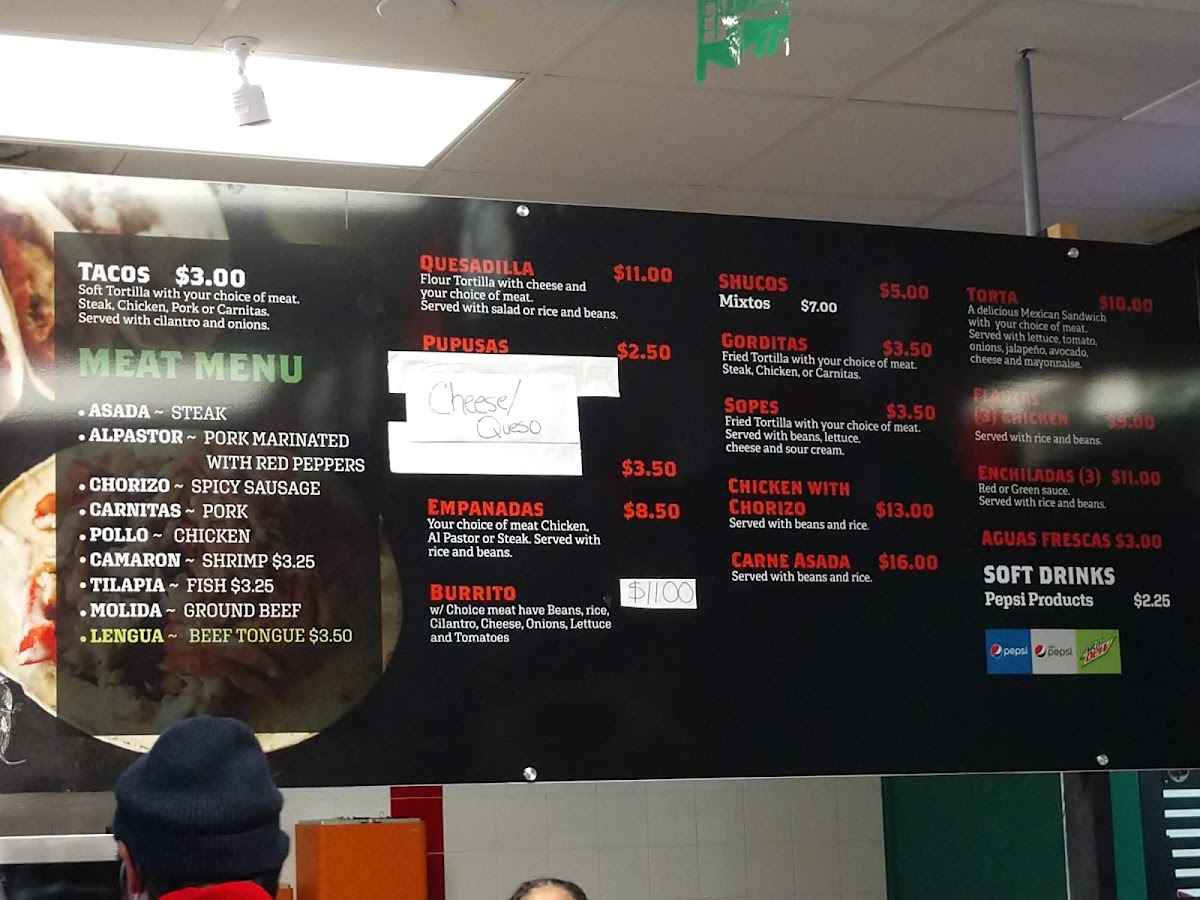 TACOS $3.00
Soft Tortilla with your choice of meat.
Steak, Chicken, Pork or Carnitas.
Served with cilantro and onions.
MEAT MENU
• ASADA ~ STEAK
• ALPASTOR ~ PORK MARINATED
WITH RED PEPPERS
• CHORIZO ~ SPICY SAUSAGE
• CARNITAS ~ PORK
• POLLO ~ CHICKEN
• CAMARON ~ SHRIMP $3.25
• TILAPIA ~ FISH $3.25
• MOLIDA ~ GROUND BEEF
• LENGUA ~ BEEF TONGUE $3.50
QUESADILLA $11.00
Flour Tortilla with cheese and
your choice of meat.
Served with salad or rice and beans.
PUPUSAS $2.50
Cheese/
Queso
$3.50
EMPANADAS $8.50
Your choice of meat Chicken,
Al Pastor or Steak. Served with
rice and beans.
BURRITO $11.00
w/ Choice meat have Beans, rice,
Cilantro, Cheese, Onions, Lettuce
and Tomatoes
SHUCOS $5.00
Mixtos $7.00
GORDITAS $3.50
Fried Tortilla with your choice of meat.
Steak, Chicken, or Carnitas.
SOPES $3.50
Fried Tortilla with your choice of meat.
Served with beans, lettuce,
cheese and sour cream.
CHICKEN WITH
CHORIZO $13.00
Served with beans and rice.
CARNE ASADA $16.00
Served with beans and rice.
TORTA $10.00
A delicious Mexican Sandwich
with your choice of meat.
Served with lettuce, tomato,
onions, jalapeño, avocado,
cheese and mayonnaise.
FLAUTAS
(3) CHICKEN $9.00
Served with rice and beans.
ENCHILADAS (3) $11.00
Red or Green sauce.
Served with rice and beans.
AGUAS FRESCAS $3.00
SOFT DRINKS
Pepsi Products $2.25
pepsi pepsi Mtn Dew